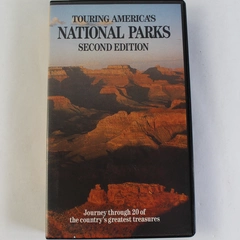 TOURING AMERICA'S
NATIONAL PARKS
SECOND EDITION
Journey through 20 of
the country's greatest treasures